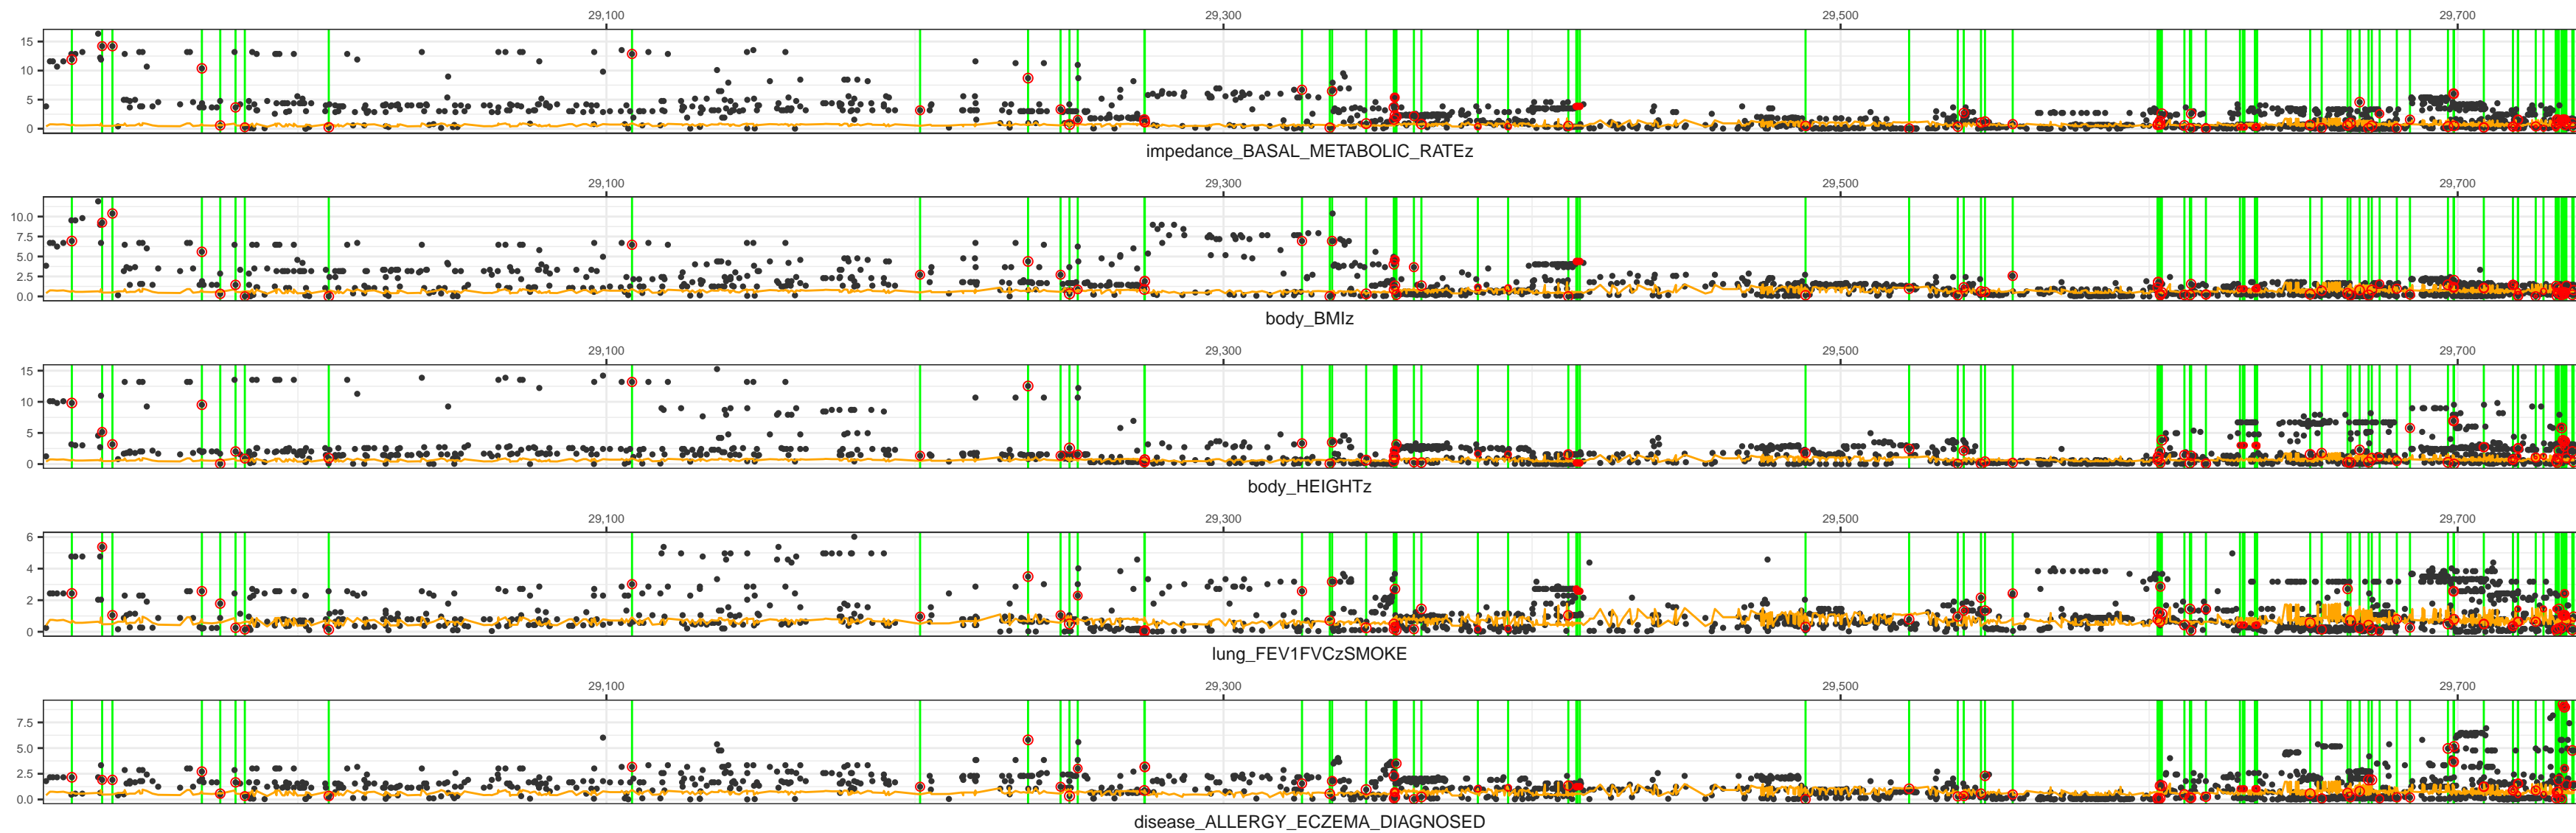 29,100 29,300 29,500 29,700
15
10
5
0
impedance_BASAL_METABOLIC_RATEz
29,100 29,300 29,500 29,700
10.0
7.5
5.0
2.5
0.0
body_BMIz
29,100 29,300 29,500 29,700
15
10
5
0
body_HEIGHTz
29,100 29,300 29,500 29,700
6
4
2
0
lung_FEV1FVCzSMOKE
29,100 29,300 29,500 29,700
7.5
5.0
2.5
0.0
disease_ALLERGY_ECZEMA_DIAGNOSED